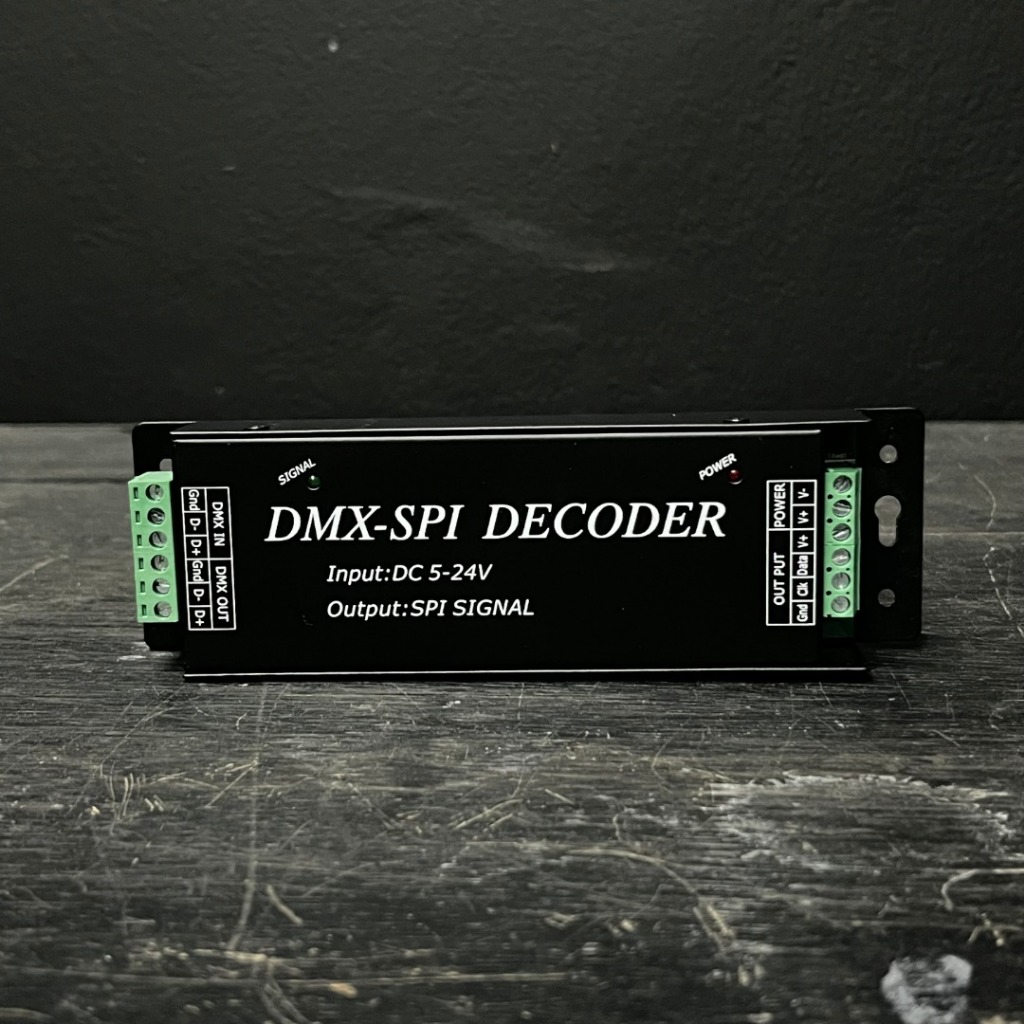 SIGNAL
POWER
DMX-SPI DECODER
Input:DC 5-24V
Output:SPI SIGNAL
DMX IN
Gnd
D-
D+
DMX OUT
Gnd
D-
D+
POWER
V-
V+
OUT PUT
V+
Data
Clk
Gnd